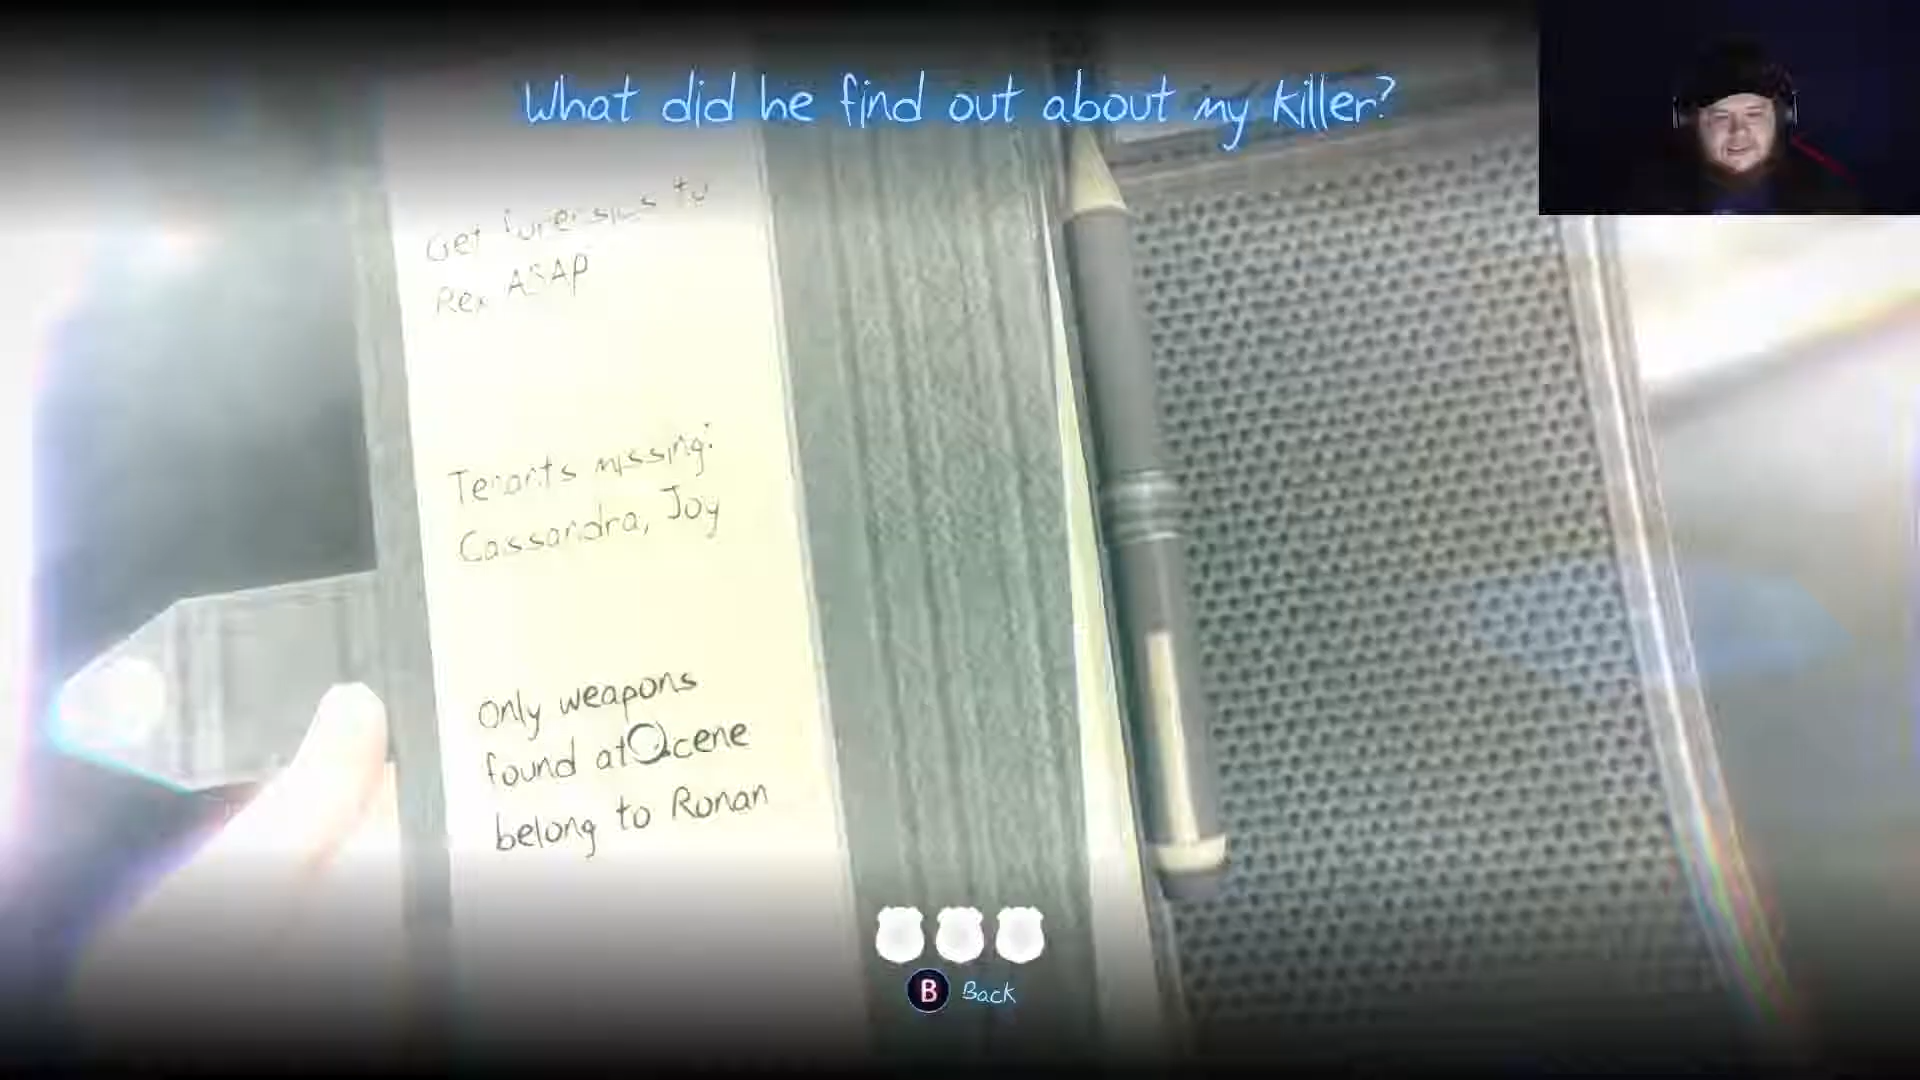 What did he find out about my killer?
Get forensics to
Rex ASAP
Tenants missing:
Cassandra, Joy
Only weapons
found at scene
belong to Ronan
B Back